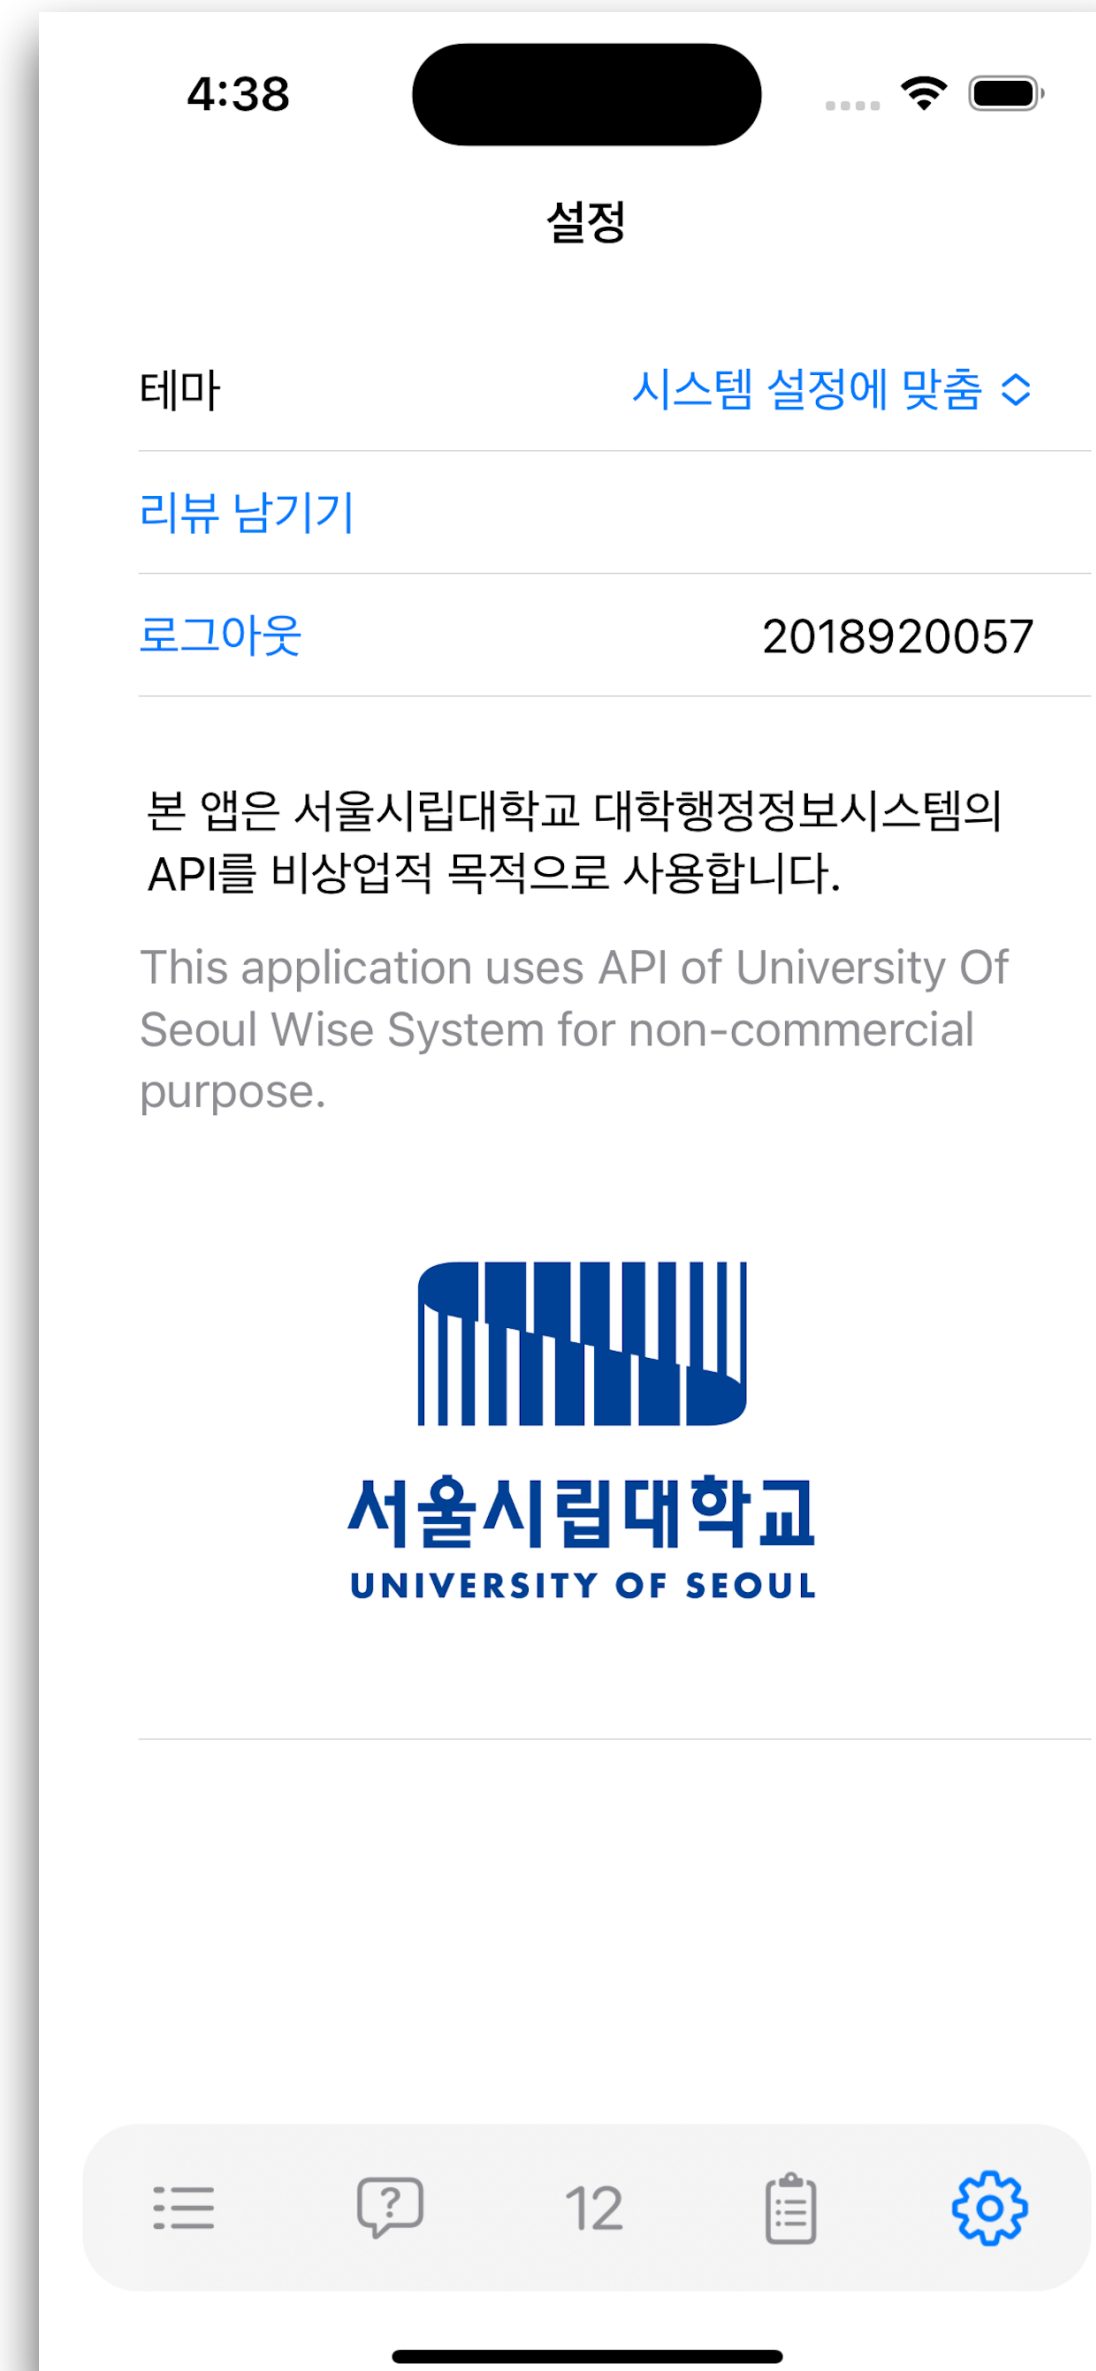 4:38
설정
테마 시스템 설정에 맞춤
리뷰 남기기
로그아웃 2018920057
본 앱은 서울시립대학교 대학행정정보시스템의
API를 비상업적 목적으로 사용합니다.
This application uses API of University Of
Seoul Wise System for non-commercial
purpose.
서울시립대학교
UNIVERSITY OF SEOUL
? 12